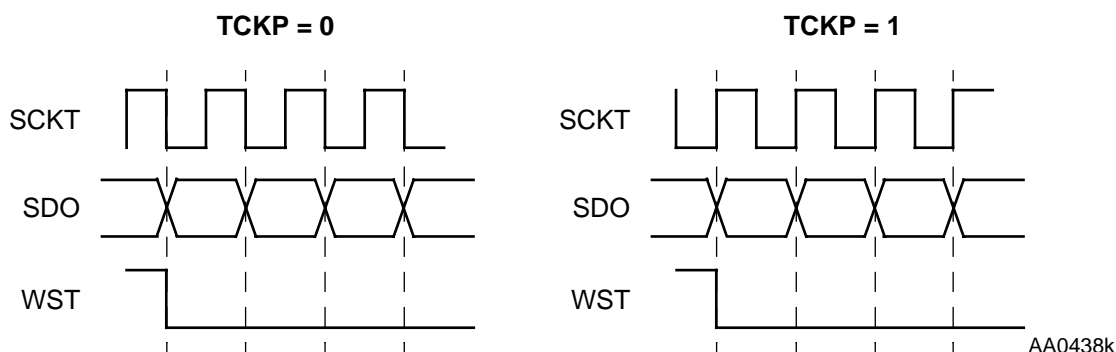 TCKP = 0
SCKT
SDO
WST
TCKP = 1
SCKT
SDO
WST
AA0438k